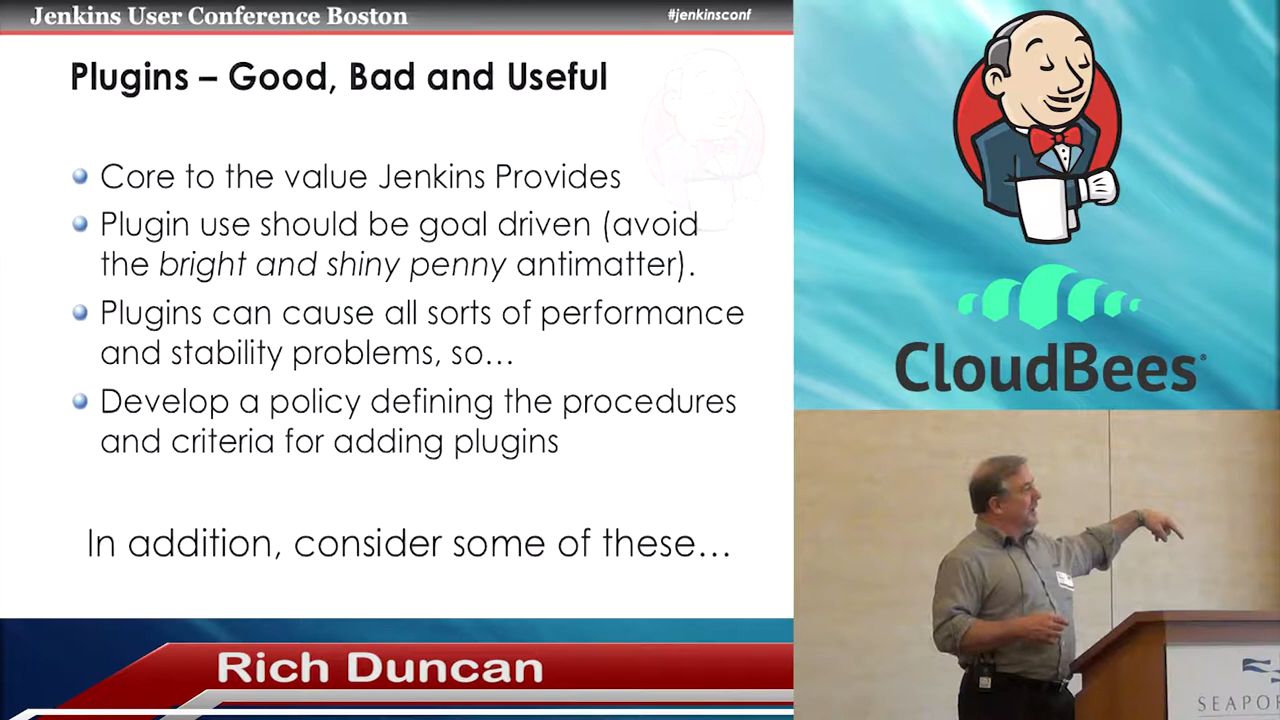 Jenkins User Conference Boston
#jenkinsconf
Plugins – Good, Bad and Useful
Core to the value Jenkins Provides
Plugin use should be goal driven (avoid
the bright and shiny penny antimatter).
Plugins can cause all sorts of performance
and stability problems, so…
Develop a policy defining the procedures
and criteria for adding plugins
In addition, consider some of these…
Rich Duncan
CloudBees
SEAPOR